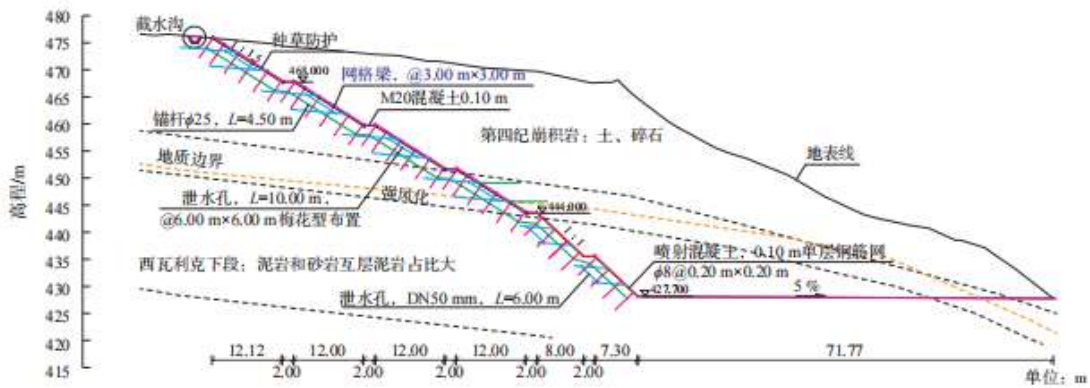 480
475
470
465
460
455
450
445
440
435
430
425
420
415
高程/m
截水沟
种草防护
468.000
网络梁，@3.00 m×3.00 m
M20混凝土0.10 m
锚杆ϕ25，L=4.50 m
第四纪崩积岩：土、碎石
地表线
地质边界
强风化
泄水孔，L=10.00 m，
@6.00 m×6.00 m梅花型布置
444.000
西瓦利克下段：泥岩和砂岩互层泥岩占比大
喷射混凝土，0.10 m单层钢筋网
ϕ8@0.20 m×0.20 m
泄水孔，DN50 mm，L=6.00 m
427.700
5 %
12.12
12.00
12.00
12.00
8.00
7.30
71.77
2.00
2.00
2.00
2.00
2.00
单位：m